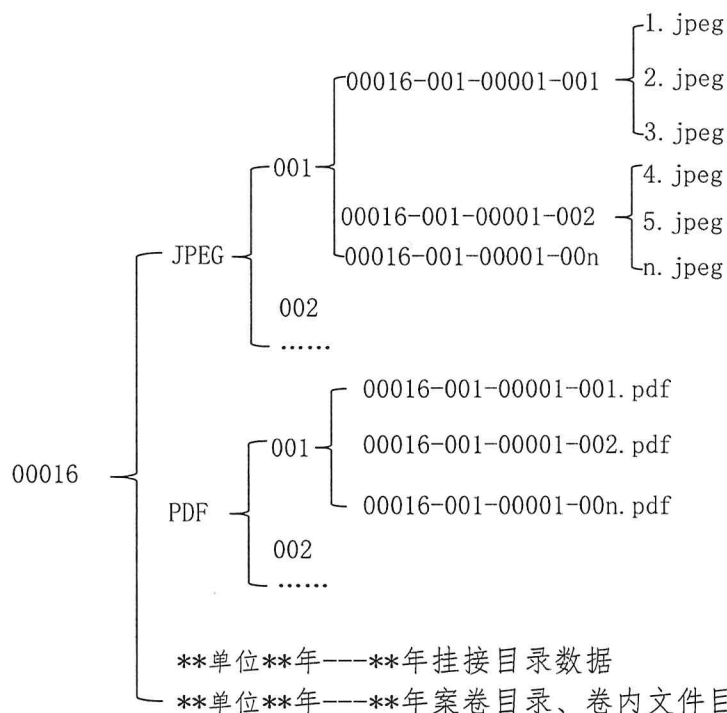 1. jpeg
00016-001-00001-001
2. jpeg
3. jpeg
001
4. jpeg
00016-001-00001-002
5. jpeg
JPEG
00016-001-00001-00n
n. jpeg
002
……
00016-001-00001-001. pdf
001
00016-001-00001-002. pdf
00016
00016-001-00001-00n. pdf
PDF
002
……
**单位**年---**年挂接目录数据
**单位**年---**年案卷目录、卷内文件目